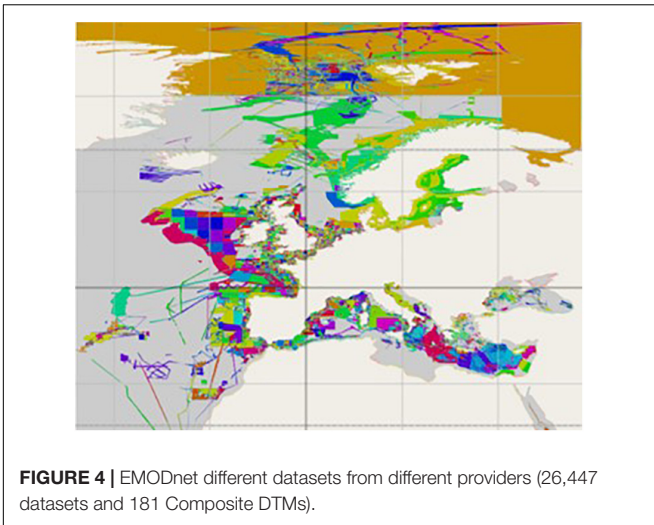 FIGURE 4 | EMODnet different datasets from different providers (26,447
datasets and 181 Composite DTMs).